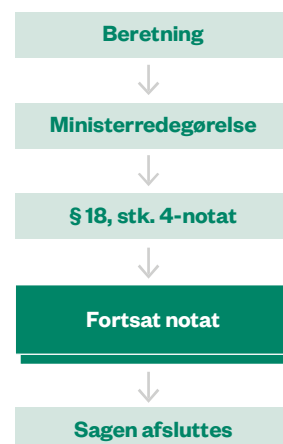 Beretning
Ministerredegørelse
§ 18, stk. 4-notat
Fortsat notat
Sagen afsluttes